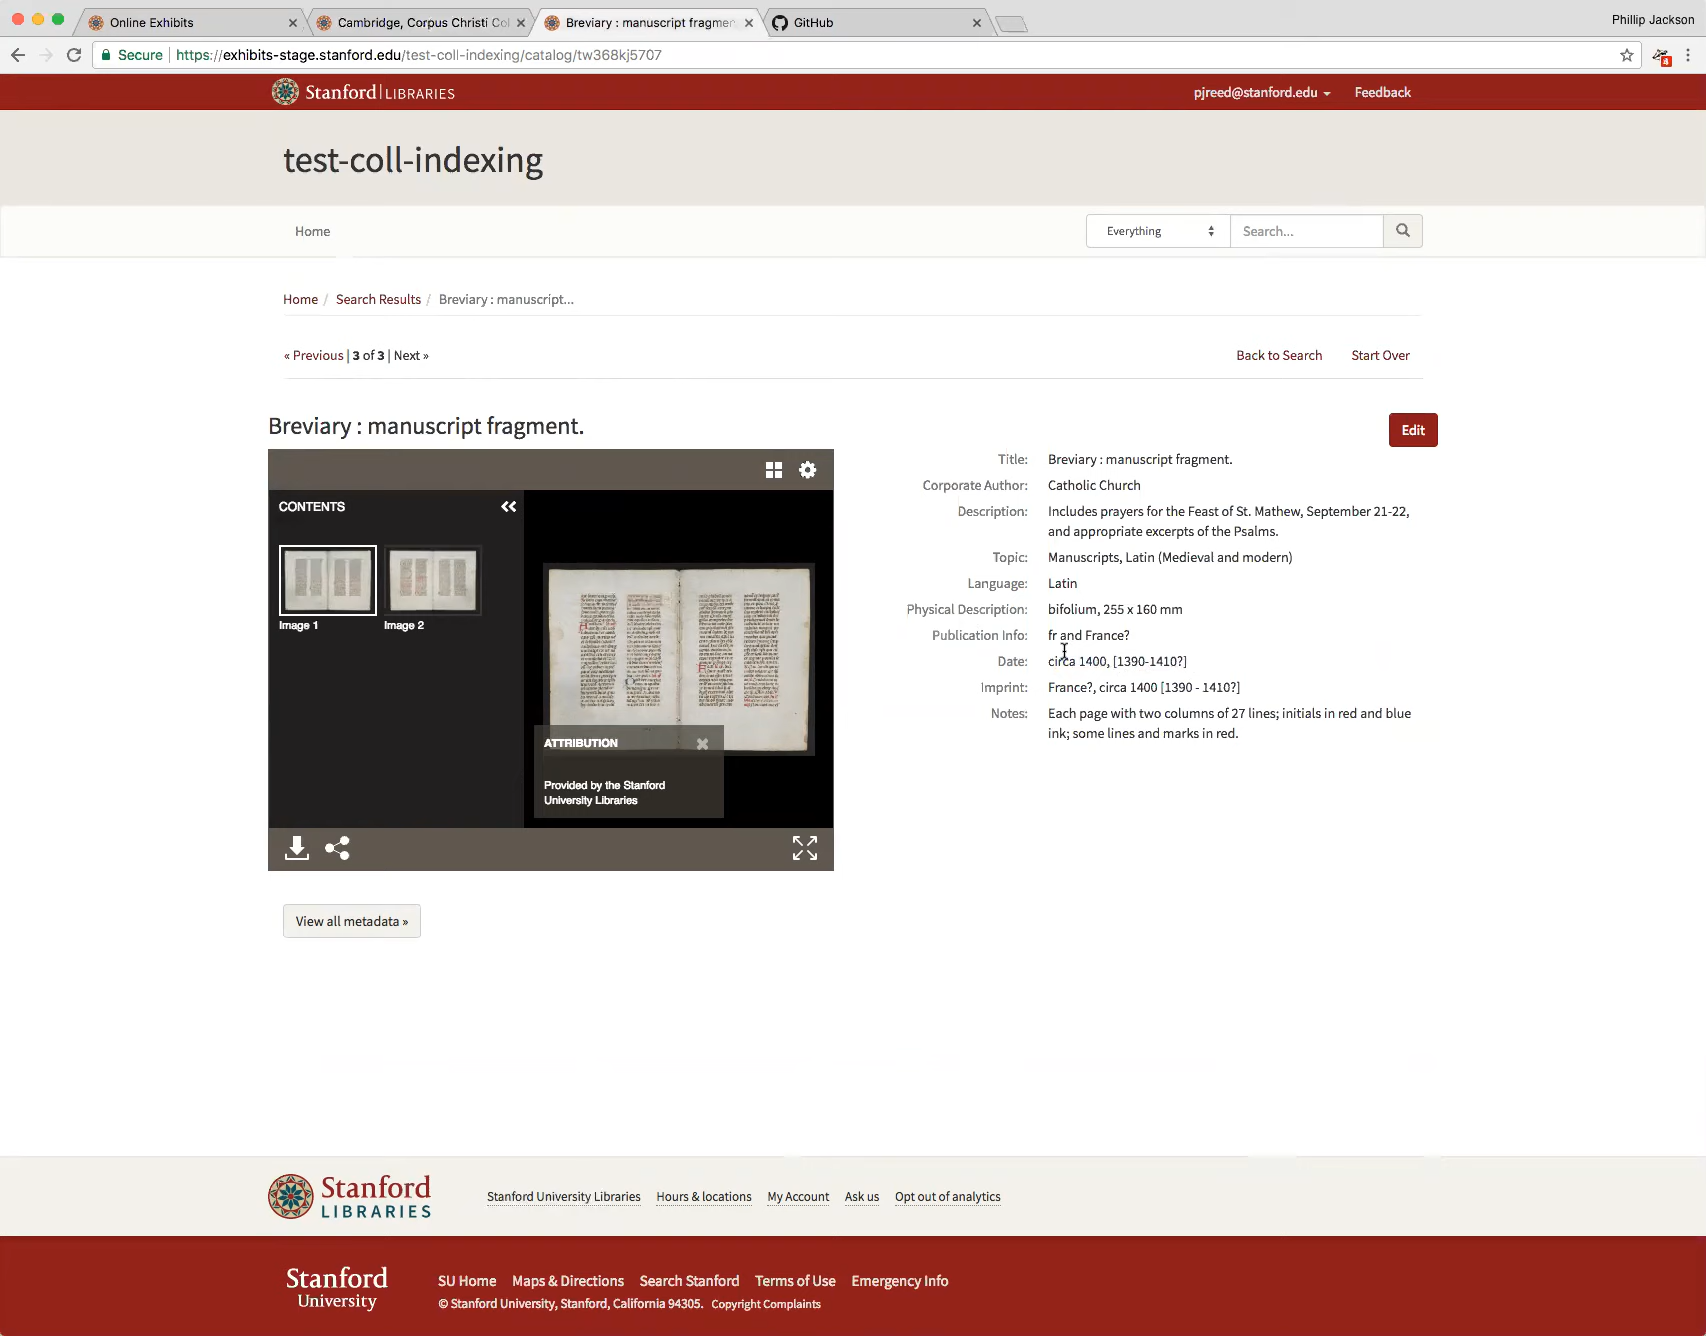 Online Exhibits
Cambridge, Corpus Christi Co
Breviary : manuscript fragmen
GitHub
Phillip Jackson
Secure
https://exhibits-stage.stanford.edu/test-coll-indexing/catalog/tw368kj5707
4
Stanford | LIBRARIES
pjreed@stanford.edu
Feedback
test-coll-indexing
Home
Everything
Search...
Home / Search Results / Breviary : manuscript...
« Previous | 3 of 3 | Next »
Back to Search
Start Over
Breviary : manuscript fragment.
Edit
CONTENTS
Image 1
Image 2
ATTRIBUTION
Provided by the Stanford
University Libraries
Title: Breviary : manuscript fragment.
Corporate Author: Catholic Church
Description: Includes prayers for the Feast of St. Mathew, September 21-22,
and appropriate excerpts of the Psalms.
Topic: Manuscripts, Latin (Medieval and modern)
Language: Latin
Physical Description: bifolium, 255 x 160 mm
Publication Info: fr and France?
Date: circa 1400, [1390-1410?]
Imprint: France?, circa 1400 [1390 - 1410?]
Notes: Each page with two columns of 27 lines; initials in red and blue
ink; some lines and marks in red.
View all metadata »
Stanford
LIBRARIES
Stanford University Libraries
Hours & locations
My Account
Ask us
Opt out of analytics
Stanford
University
SU Home
Maps & Directions
Search Stanford
Terms of Use
Emergency Info
© Stanford University, Stanford, California 94305.
Copyright Complaints